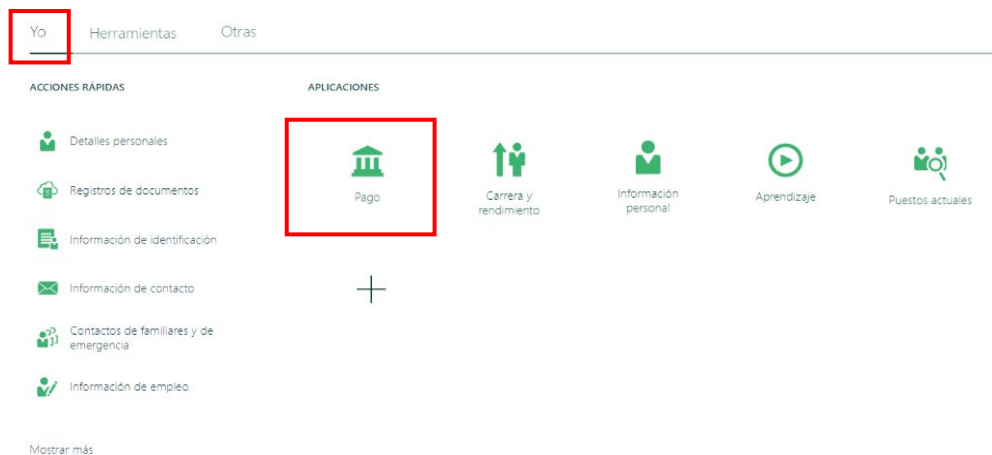 Yo
Herramientas
Otras
ACCIONES RÁPIDAS
Detalles personales
Registros de documentos
Información de identificación
Información de contacto
Contactos de familiares y de
emergencia
Información de empleo
Mostrar más
APLICACIONES
Pago
Carrera y
rendimiento
Información
personal
Aprendizaje
Puestos actuales